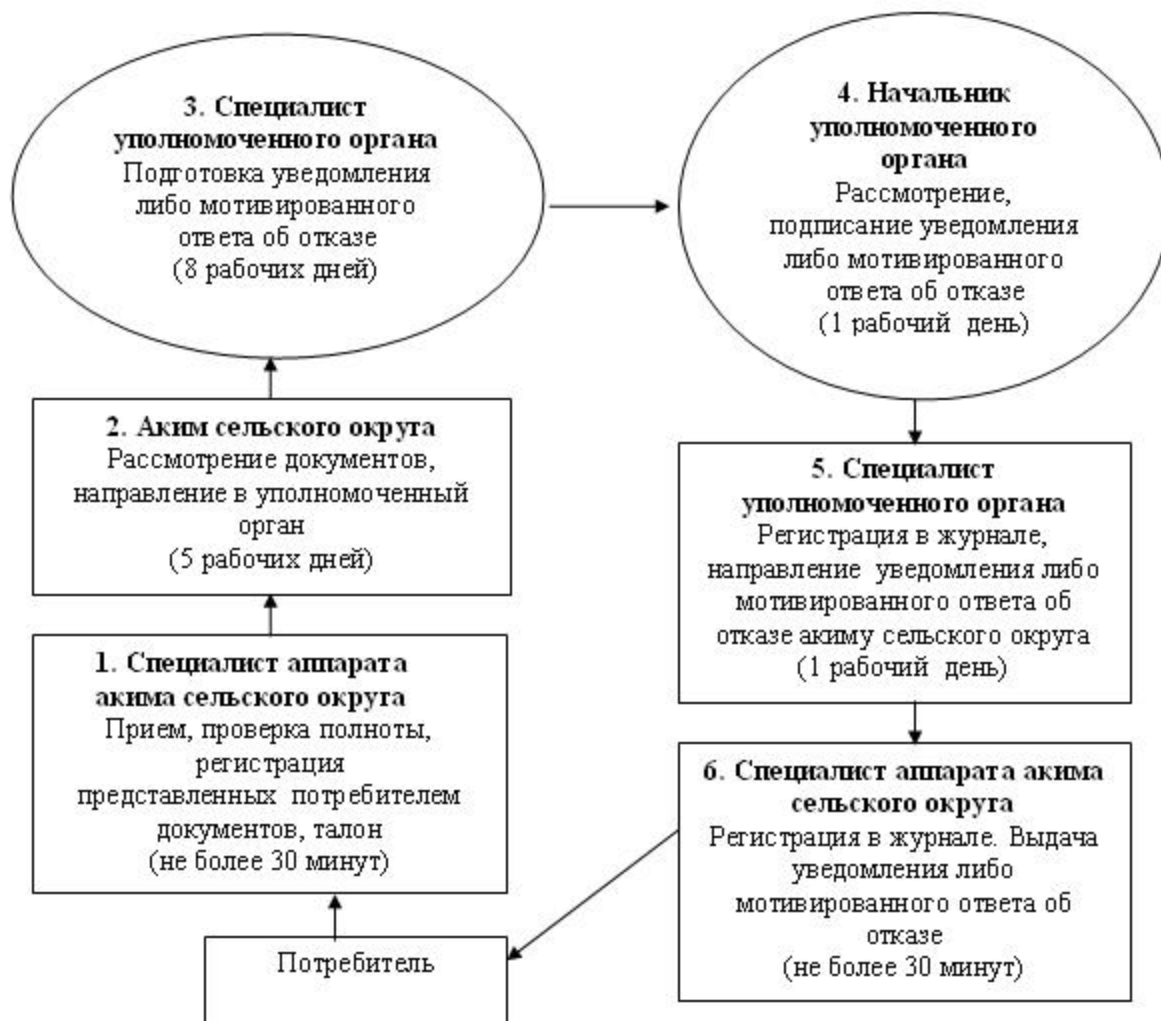 3. Специалист
уполномоченного органа
Подготовка уведомления
либо мотивированного
ответа об отказе
(8 рабочих дней)
4. Начальник
уполномоченного
органа
Рассмотрение,
подписание уведомления
либо мотивированного
ответа об отказе
(1 рабочий день)
2. Аким сельского округа
Рассмотрение документов,
направление в уполномоченный
орган
(5 рабочих дней)
5. Специалист
уполномоченного органа
Регистрация в журнале,
направление уведомления либо
мотивированного ответа об
отказе акиму сельского округа
(1 рабочий день)
1. Специалист аппарата
акима сельского округа
Прием, проверка полноты,
регистрация
представленных потребителем
документов, талон
(не более 30 минут)
6. Специалист аппарата акима
сельского округа
Регистрация в журнале. Выдача
уведомления либо
мотивированного ответа об
отказе
(не более 30 минут)
Потребитель